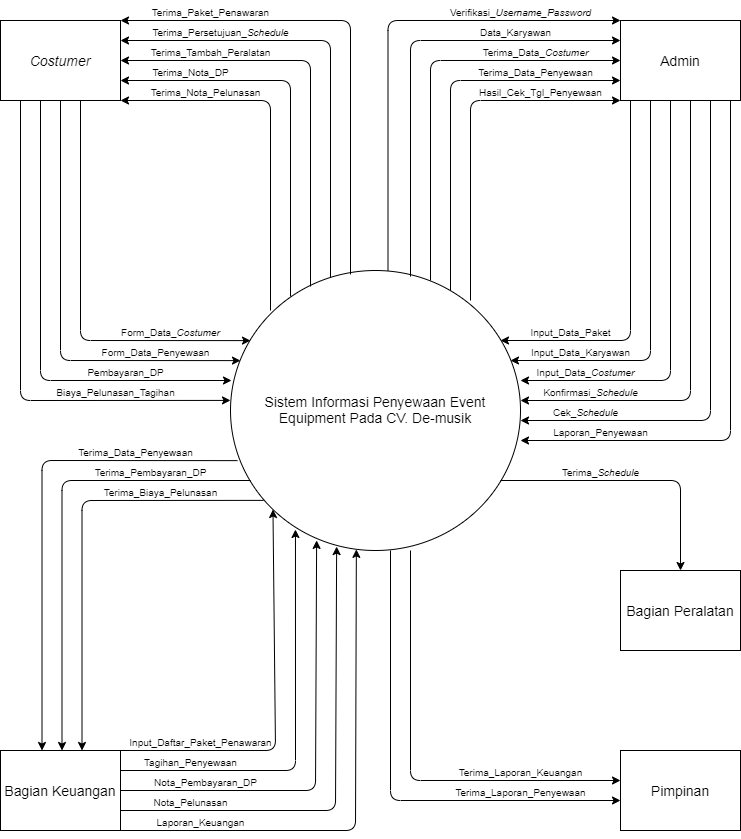 Terima_Paket_Penawaran
Terima_Persetujuan_Schedule
Terima_Tambah_Peralatan
Terima_Nota_DP
Terima_Nota_Pelunasan
Costumer
Verifikasi_Username_Password
Data_Karyawan
Terima_Data_Costumer
Terima_Data_Penyewaan
Hasil_Cek_Tgl_Penyewaan
Admin
Form_Data_Costumer
Form_Data_Penyewaan
Pembayaran_DP
Biaya_Pelunasan_Tagihan
Input_Data_Paket
Input_Data_Karyawan
Input_Data_Costumer
Konfirmasi_Schedule
Cek_Schedule
Laporan_Penyewaan
Sistem Informasi Penyewaan Event
Equipment Pada CV. De-musik
Terima_Data_Penyewaan
Terima_Pembayaran_DP
Terima_Biaya_Pelunasan
Terima_Schedule
Bagian Peralatan
Input_Daftar_Paket_Penawaran
Tagihan_Penyewaan
Nota_Pembayaran_DP
Nota_Pelunasan
Laporan_Keuangan
Bagian Keuangan
Terima_Laporan_Keuangan
Terima_Laporan_Penyewaan
Pimpinan